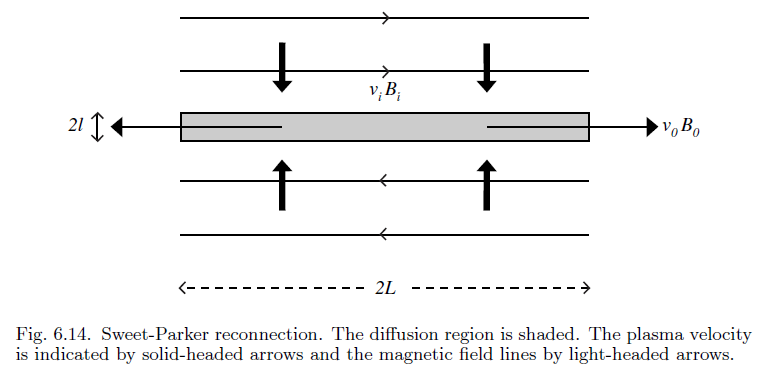 v_i B_i
2l
v_0 B_0
2L
Fig. 6.14. Sweet-Parker reconnection. The diffusion region is shaded. The plasma velocity
is indicated by solid-headed arrows and the magnetic field lines by light-headed arrows.